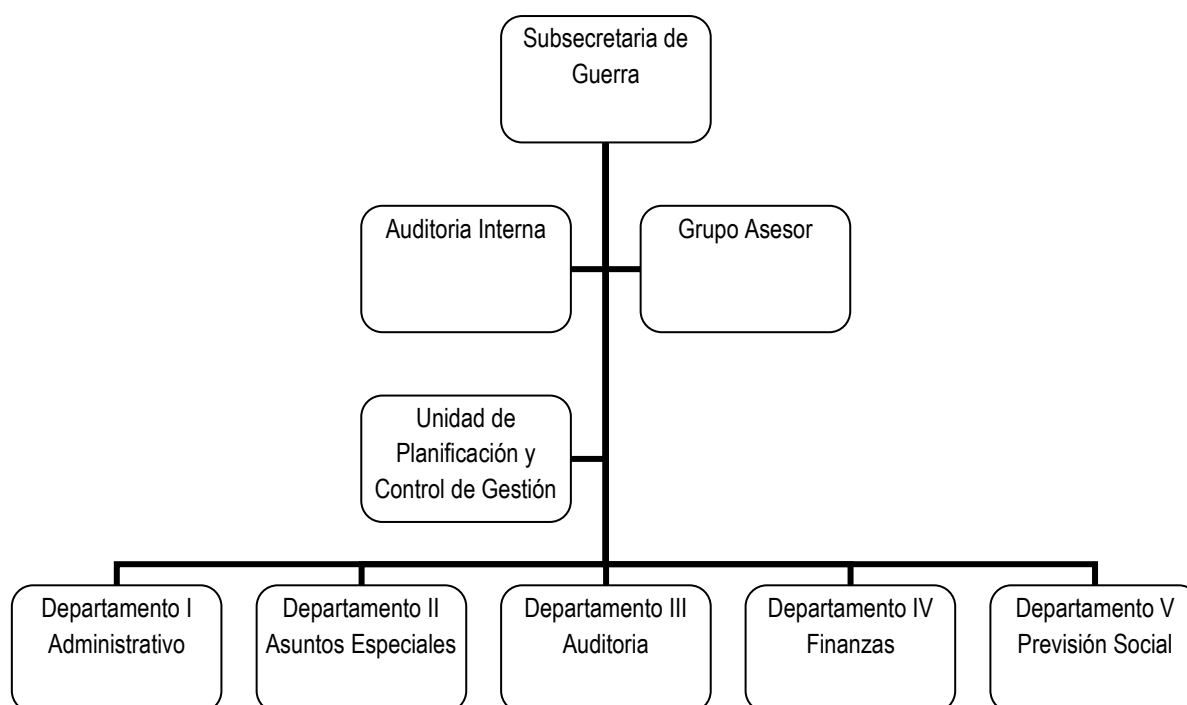 Subsecretaria de
Guerra
Auditoria Interna
Grupo Asesor
Unidad de
Planificación y
Control de Gestión
Departamento I
Administrativo
Departamento II
Asuntos Especiales
Departamento III
Auditoria
Departamento IV
Finanzas
Departamento V
Previsión Social